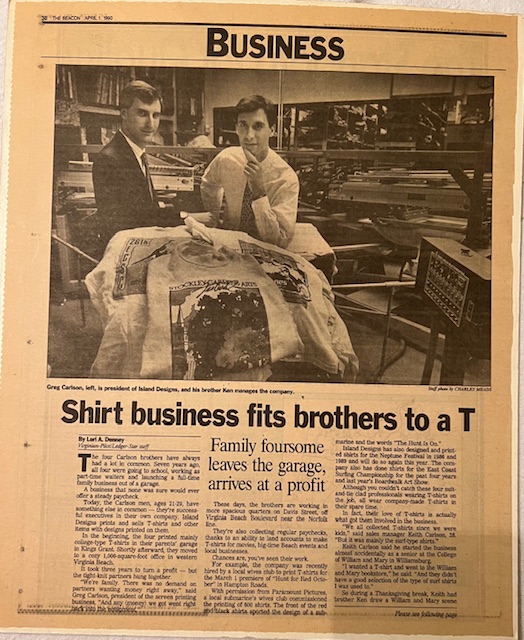 30 THE BEACON APRIL 1, 1990
BUSINESS
28th
STOCKLEY GARDENS ARTS
Festival
Staff photo by CHARLEY MEADS
Greg Carlson, left, is president of Island Designs, and his brother Ken manages the company.
Shirt business fits brothers to a T
By Lori A. Denney
Virginian-Pilot/Ledger-Star staff
The four Carlson brothers have always
had a lot in common. Seven years ago,
all four were going to school, working as
part-time waiters and launching a full-time
family business out of a garage.
A business that none was sure would ever
offer a steady paycheck.
Today, the Carlson men, ages 21-29, have
something else in common — they're success-
ful executives in their own company. Island
Designs prints and sells T-shirts and other
items with designs printed on them.
In the beginning, the four printed mainly
college-type T-shirts in their parents' garage
in Kings Grant. Shortly afterward, they moved
to a cozy 1,000-square-foot office in western
Virginia Beach.
It took three years to turn a profit — but
the tight-knit partners hung together.
"We're family. There was no demand on
partners wanting money right away," said
Greg Carlson, president of the screen printing
business. "And any (money) we got went right
back into the business."
Family foursome
leaves the garage,
arrives at a profit
These days, the brothers are working in
more spacious quarters on Davis Street, off
Virginia Beach Boulevard near the Norfolk
line.
They're also collecting regular paychecks,
thanks to an ability to land accounts to make
T-shirts for movies, big-time Beach events and
local businesses.
Chances are, you've seen their work.
For example, the company was recently
hired by a local wives club to print T-shirts for
the March 1 premiere of "Hunt for Red Octo-
ber" in Hampton Roads.
With permission from Paramount Pictures,
a local submarine's wives club commissioned
the printing of 800 shirts. The front of the red
and black shirts sported the design of a sub-
marine and the words "The Hunt Is On."
Island Designs has also designed and print-
ed shirts for the Neptune Festival in 1986 and
1989 and will do so again this year. The com-
pany also has done shirts for the East Coast
Surfing Championship for the past four years
and last year's Boardwalk Art Show.
Although you couldn't catch these four suit-
and-tie clad professionals wearing T-shirts on
the job, all wear company-made T-shirts in
their spare time.
In fact, their love of T-shirts is actually
what got them involved in the business.
"We all collected T-shirts since we were
kids," said sales manager Keith Carlson, 28.
"But it was mainly the surf-type shirts."
Keith Carlson said he started the business
almost accidentally as a senior at the College
of William and Mary in Williamsburg.
"I wanted a T-shirt and went to the William
and Mary bookstore," he said. "And they didn't
have a good selection of the type of surf shirts
I was used to."
So during a Thanksgiving break, Keith had
brother Ken draw a William and Mary scene
Please see following page